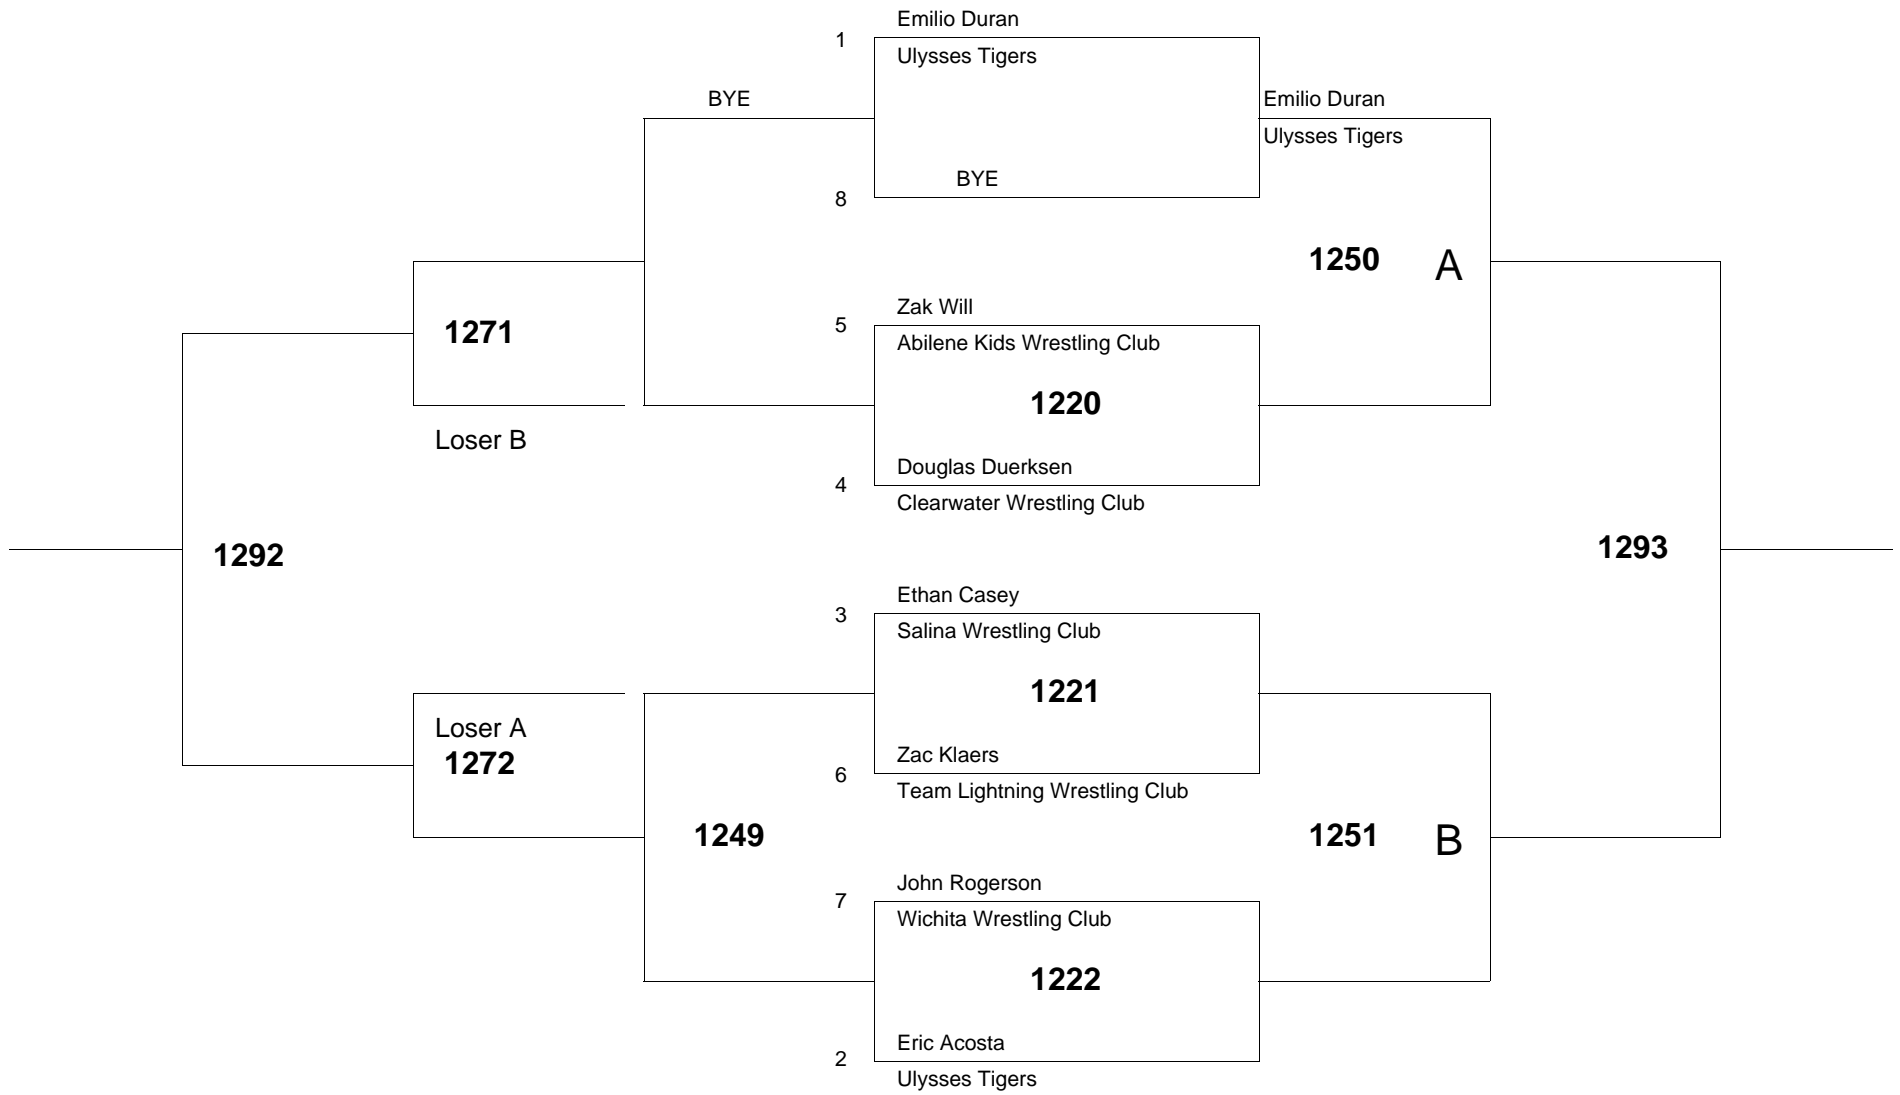 Emilio Duran
1
Ulysses Tigers
BYE
Emilio Duran
Ulysses Tigers
BYE
8
1250
A
Zak Will
5
Abilene Kids Wrestling Club
1271
1220
Loser B
Douglas Duerksen
4
Clearwater Wrestling Club
1292
1293
Ethan Casey
3
Salina Wrestling Club
1221
Loser A
1272
Zac Klaers
6
Team Lightning Wrestling Club
1249
1251
B
John Rogerson
7
Wichita Wrestling Club
1222
Eric Acosta
2
Ulysses Tigers